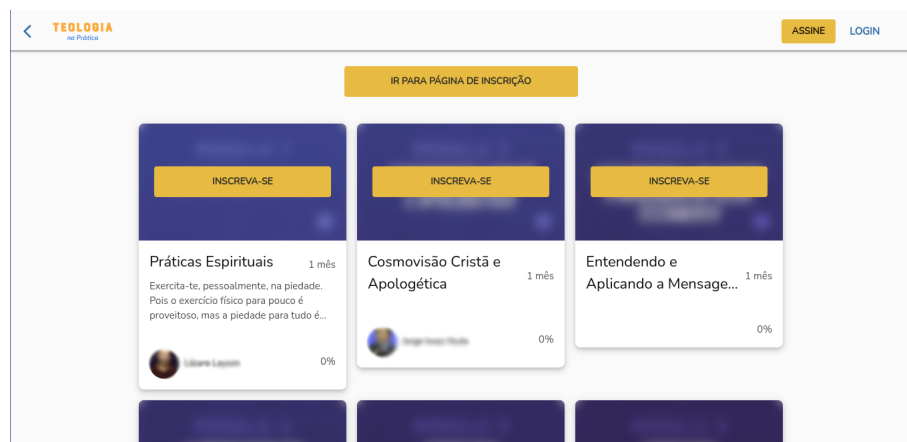 TEOLOGIA
na Prática
ASSINE
LOGIN
IR PARA PÁGINA DE INSCRIÇÃO
INSCREVA-SE
INSCREVA-SE
INSCREVA-SE
Práticas Espirituais
1 mês
Exercita-te, pessoalmente, na piedade.
Pois o exercício físico para pouco é
proveitoso, mas a piedade para tudo é...
0%
Cosmovisão Cristã e
Apologética
1 mês
0%
Entendendo e
Aplicando a Mensage...
1 mês
0%